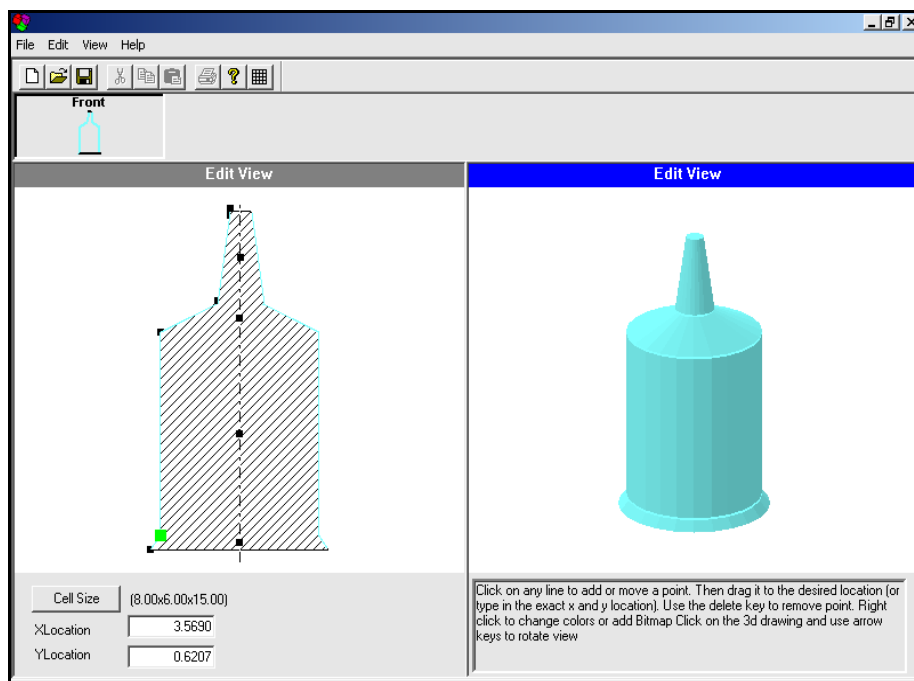 File Edit View Help
Front
Edit View
Edit View
Cell Size (8.00x6.00x15.00)
XLocation 3.5690
YLocation 0.6207
Click on any line to add or move a point. Then drag it to the desired location (or
type in the exact x and y location). Use the delete key to remove point. Right
click to change colors or add Bitmap Click on the 3d drawing and use arrow
keys to rotate view